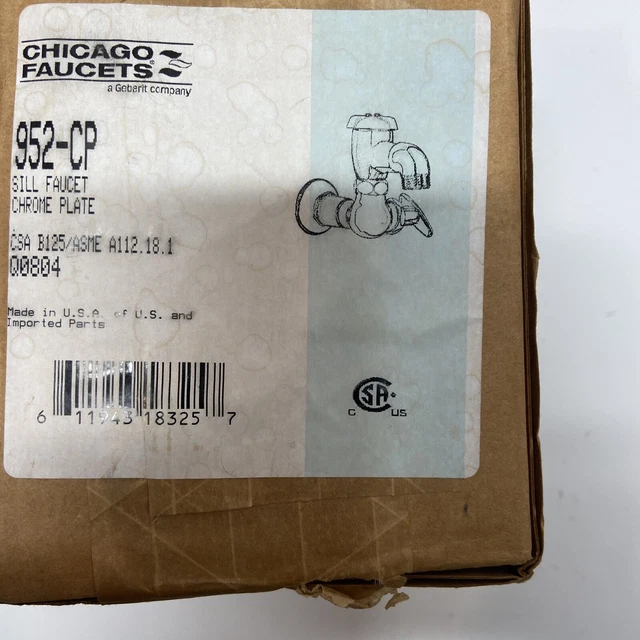 CHICAGO
FAUCETS
a Geberit company
952-CP
SILL FAUCET
CHROME PLATE
CSA B125/ASME A112.18.1
Q0804
Made in U.S.A. of U.S. and
Imported Parts
6 11943 18325 7
CSA
C US